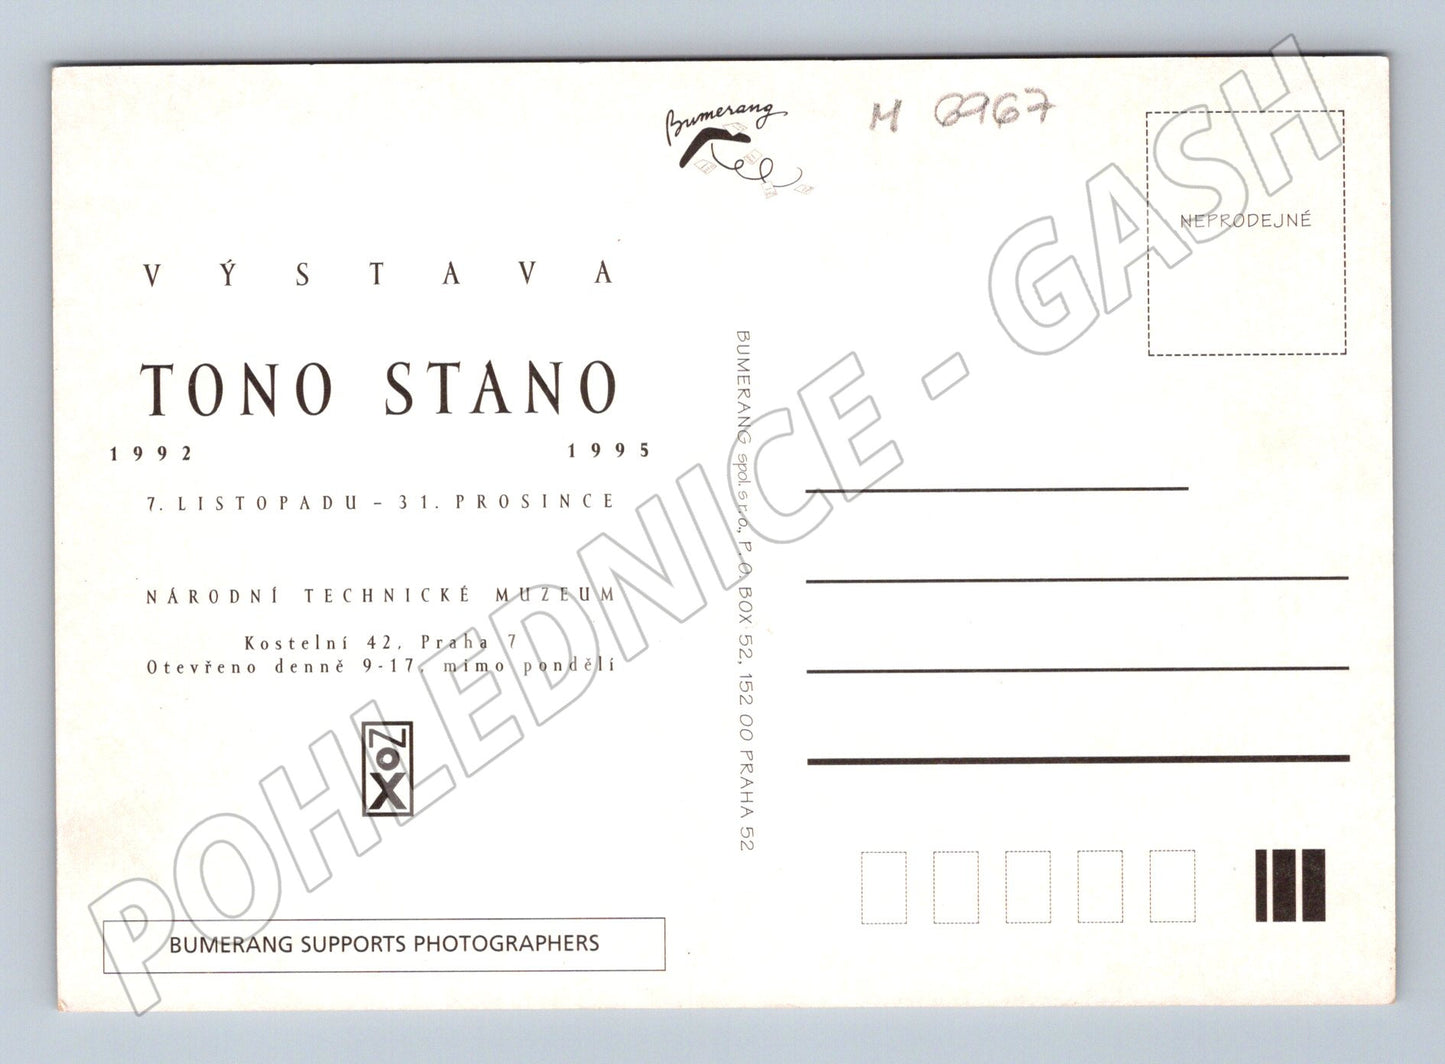 Bumerang
M 6967
NEPRODEJNÉ
VÝSTAVA
TONO STANO
1992 1995
7. LISTOPADU – 31. PROSINCE
NÁRODNÍ TECHNICKÉ MUZEUM
Kostelní 42, Praha 7
Otevřeno denně 9-17, mimo pondělí
ZOX
BUMERANG SUPPORTS PHOTOGRAPHERS
BUMERANG spol. s r.o., P. O. BOX 52, 152 00 PRAHA 52
POHLEDNICE - GASH